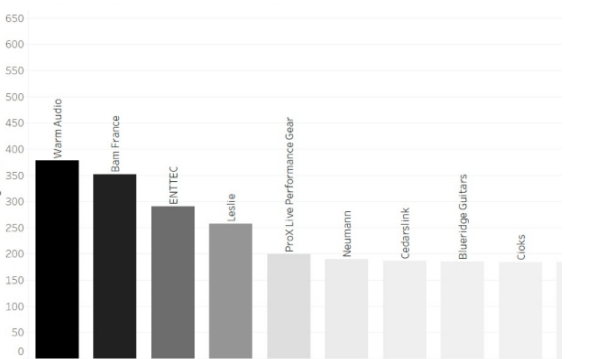 650
600
550
500
450
400
350
300
250
200
150
100
50
0
Warm Audio
Bam France
ENTTEC
Leslie
ProX Live Performance Gear
Neumann
Cedarslink
Blueridge Guitars
Cioks